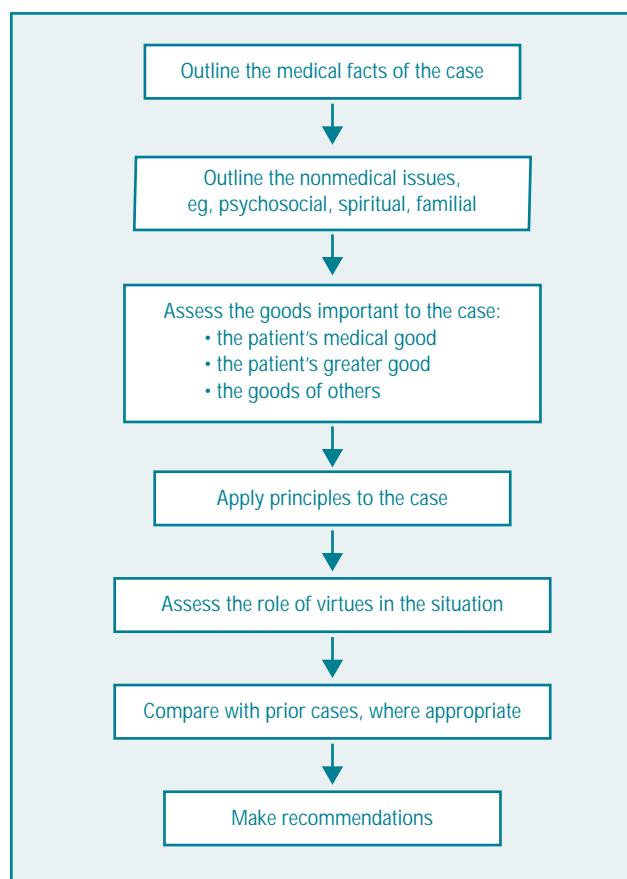 Outline the medical facts of the case
Outline the nonmedical issues,
eg, psychosocial, spiritual, familial
Assess the goods important to the case:
• the patient's medical good
• the patient's greater good
• the goods of others
Apply principles to the case
Assess the role of virtues in the situation
Compare with prior cases, where appropriate
Make recommendations